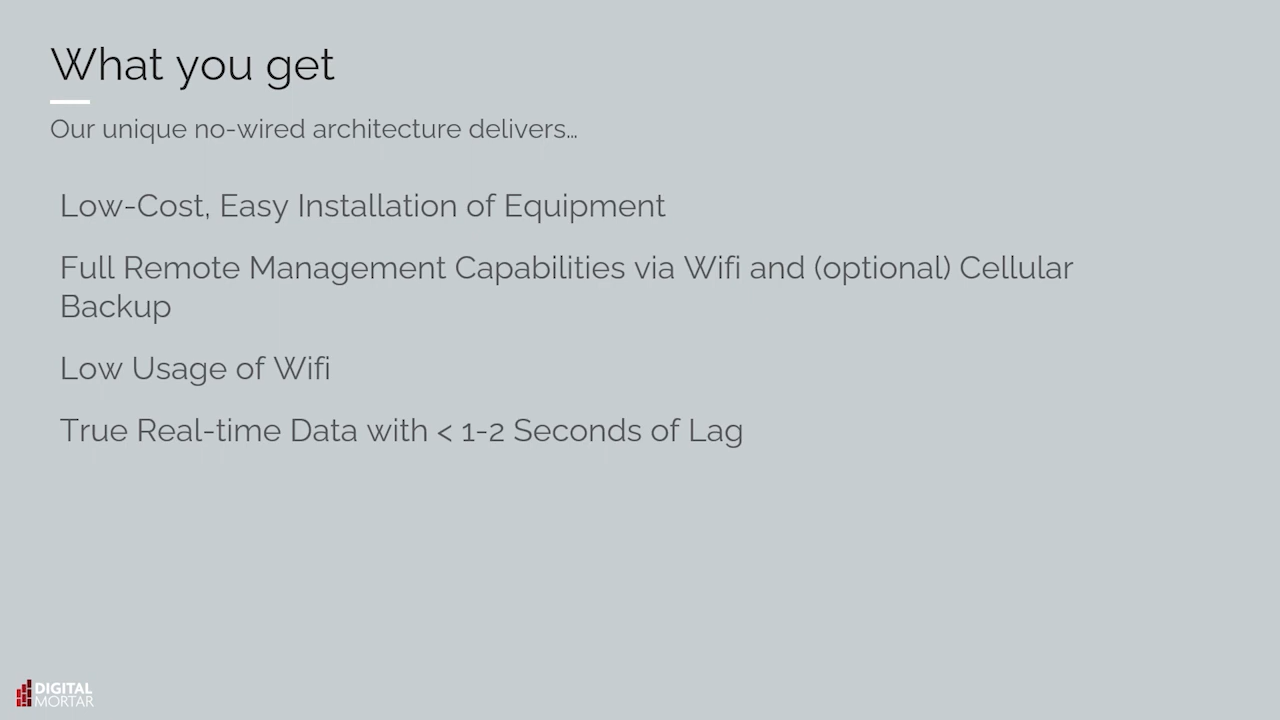 What you get
Our unique no-wired architecture delivers…
Low-Cost, Easy Installation of Equipment
Full Remote Management Capabilities via Wifi and (optional) Cellular
Backup
Low Usage of Wifi
True Real-time Data with < 1-2 Seconds of Lag
DIGITAL
MORTAR